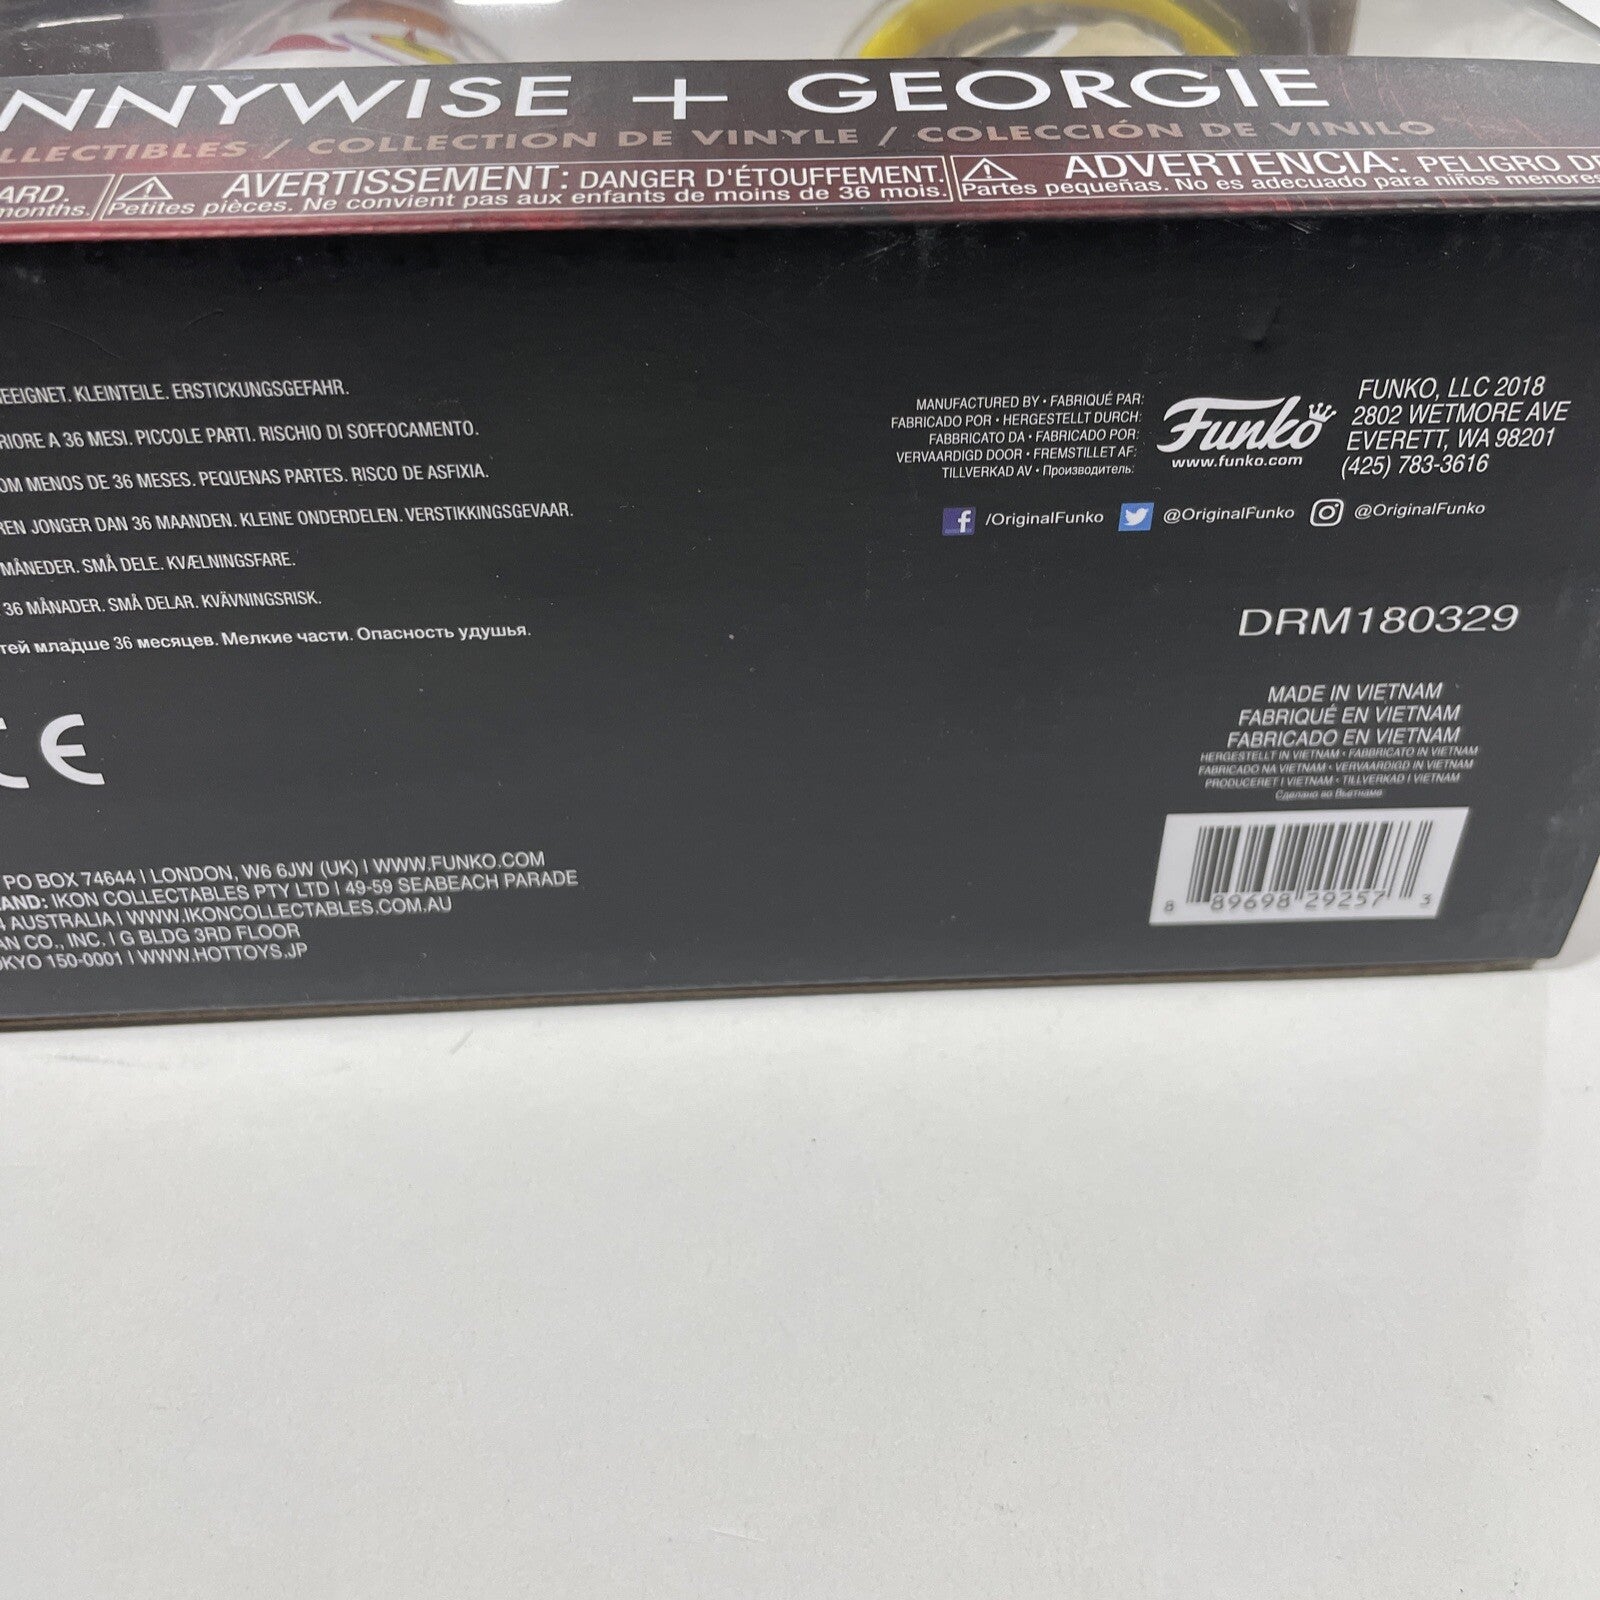 NNYWISE + GEORGIE
LLECTIBLES / COLLECTION DE VINYLE / COLECCIÓN DE VINILO
ARD.
months.
AVERTISSEMENT: DANGER D'ÉTOUFFEMENT.
Petites pièces. Ne convient pas aux enfants de moins de 36 mois.
ADVERTENCIA: PELIGRO DE
Partes pequeñas. No es adecuado para niños menores
EEIGNET. KLEINTEILE. ERSTICKUNGSGEFAHR.
RIORE A 36 MESI. PICCOLE PARTI. RISCHIO DI SOFFOCAMENTO.
OM MENOS DE 36 MESES. PEQUENAS PARTES. RISCO DE ASFIXIA.
REN JONGER DAN 36 MAANDEN. KLEINE ONDERDELEN. VERSTIKKINGSGEVAAR.
MÅNEDER. SMÅ DELE. KVÆLNINGSFARE.
36 MÅNADER. SMÅ DELAR. KVÄVNINGSRISK.
тей младше 36 месяцев. Мелкие части. Опасность удушья.
CE
PO BOX 74644 | LONDON, W6 6JW (UK) | WWW.FUNKO.COM
AND: IKON COLLECTABLES PTY LTD | 49-59 SEABEACH PARADE
4 AUSTRALIA | WWW.IKONCOLLECTABLES.COM.AU
AN CO., INC. | G BLDG 3RD FLOOR
OKYO 150-0001 | WWW.HOTTOYS.JP
MANUFACTURED BY • FABRIQUÉ PAR:
FABRICADO POR • HERGESTELLT DURCH:
FABBRICATO DA • FABRICADO POR:
VERVAARDIGD DOOR • FREMSTILLET AF:
TILLVERKAD AV • Производитель:
Funko
www.funko.com
FUNKO, LLC 2018
2802 WETMORE AVE
EVERETT, WA 98201
(425) 783-3616
f /OriginalFunko @OriginalFunko @OriginalFunko
DRM180329
MADE IN VIETNAM
FABRIQUÉ EN VIETNAM
FABRICADO EN VIETNAM
HERGESTELLT IN VIETNAM • FABBRICATO IN VIETNAM
FABRICADO NA VIETNAM • VERVAARDIGD IN VIETNAM
PRODUCERET I VIETNAM • TILLVERKAD I VIETNAM
Сделано во Вьетнаме
8 89698 29257 3